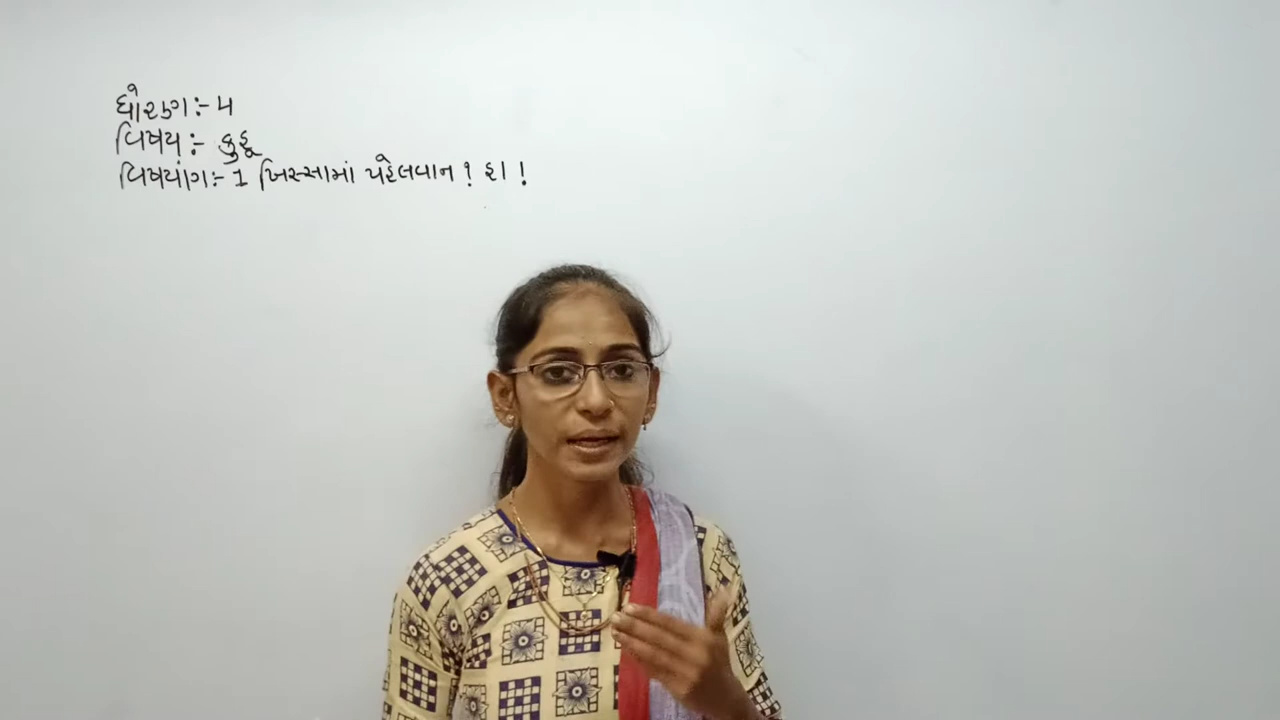 ધોરણ:- ૫
વિષય:- કુહૂ
વિષયાંગ:- 1 ખિસ્સામાં પહેલવાન ? હા !